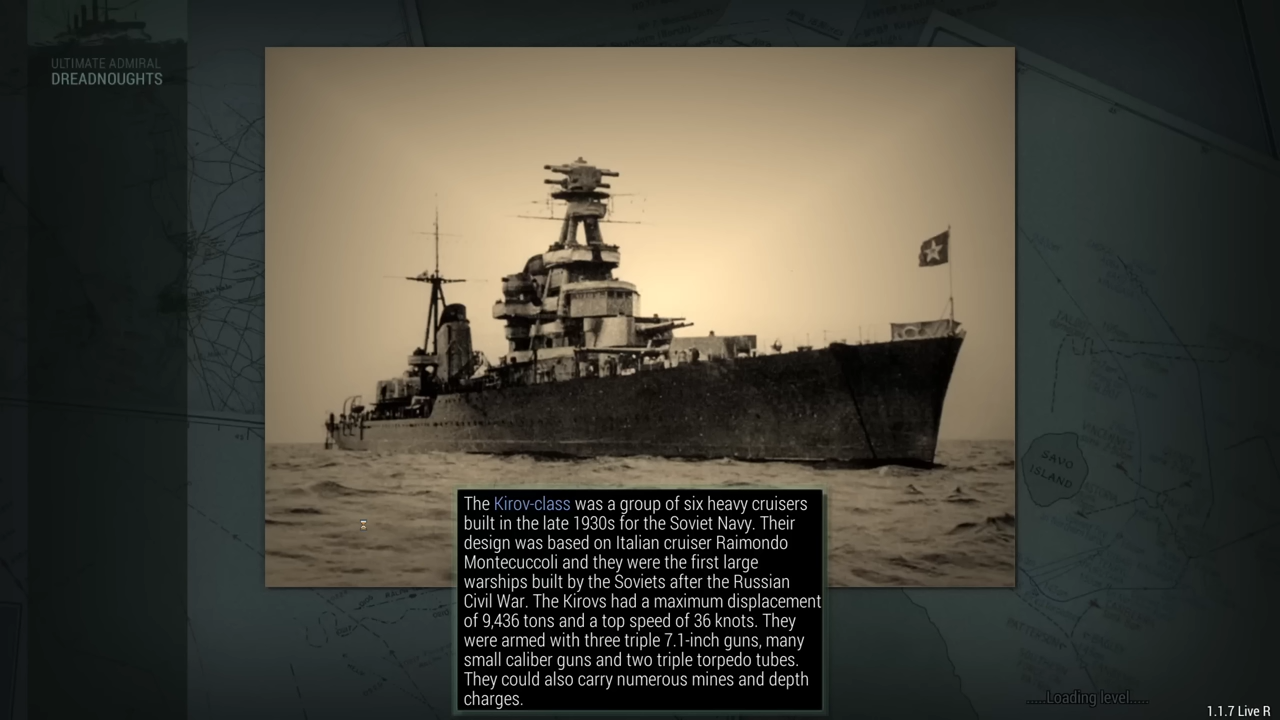 ULTIMATE ADMIRAL
DREADNOUGHTS
The Kirov-class was a group of six heavy cruisers
built in the late 1930s for the Soviet Navy. Their
design was based on Italian cruiser Raimondo
Montecuccoli and they were the first large
warships built by the Soviets after the Russian
Civil War. The Kirovs had a maximum displacement
of 9,436 tons and a top speed of 36 knots. They
were armed with three triple 7.1-inch guns, many
small caliber guns and two triple torpedo tubes.
They could also carry numerous mines and depth
charges.
SAVO
ISLAND
.....Loading level.....
1.1.7 Live R